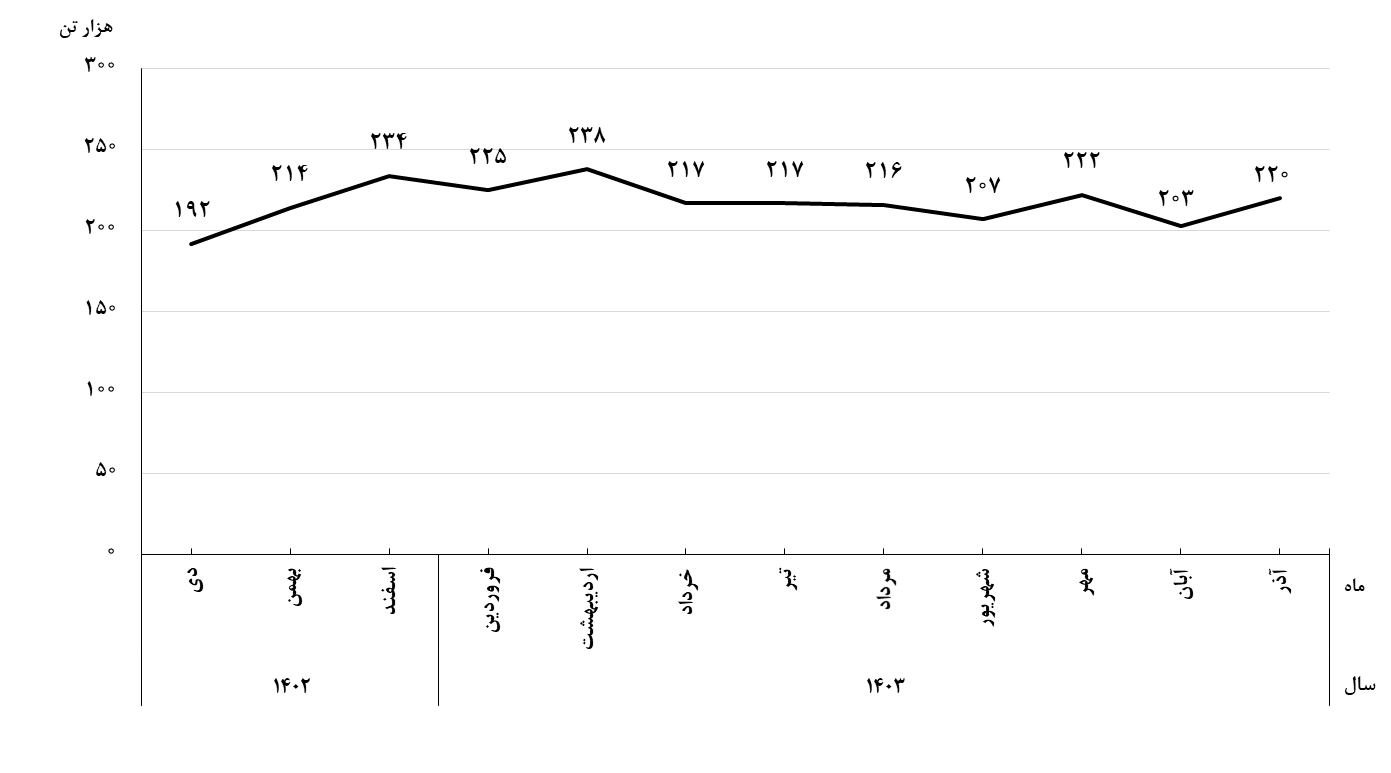 هزار تن
۳۰۰
۲۵۰
۲۰۰
۱۵۰
۱۰۰
۵۰
۰
۱۹۲
۲۱۴
۲۳۴
۲۲۵
۲۳۸
۲۱۷
۲۱۷
۲۱۶
۲۰۷
۲۲۲
۲۰۳
۲۲۰
دی
بهمن
اسفند
فروردین
اردیبهشت
خرداد
تیر
مرداد
شهریور
مهر
آبان
آذر
ماه
۱۴۰۲
۱۴۰۳
سال